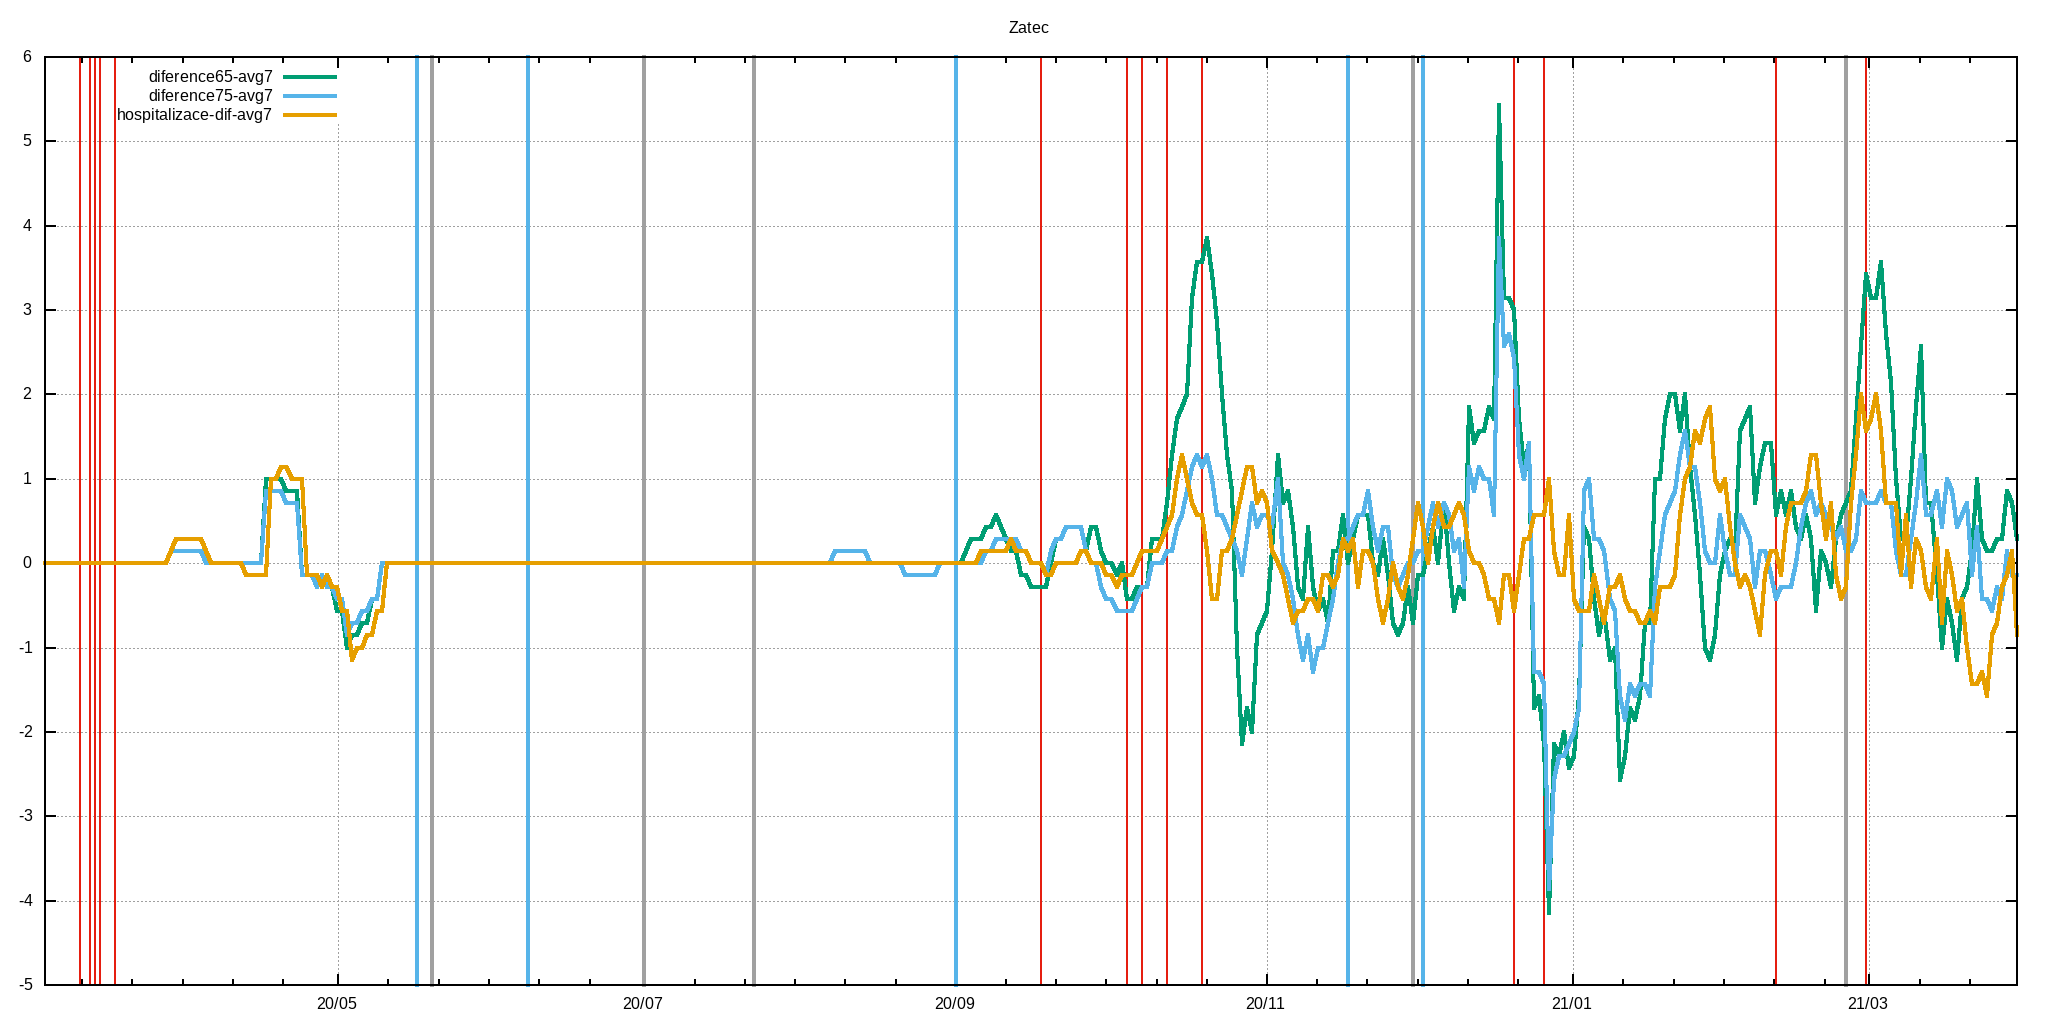 Zatec
6
diference65-avg7
diference75-avg7
hospitalizace-dif-avg7
5
4
3
2
1
0
-1
-2
-3
-4
-5
20/05 20/07 20/09 20/11 21/01 21/03